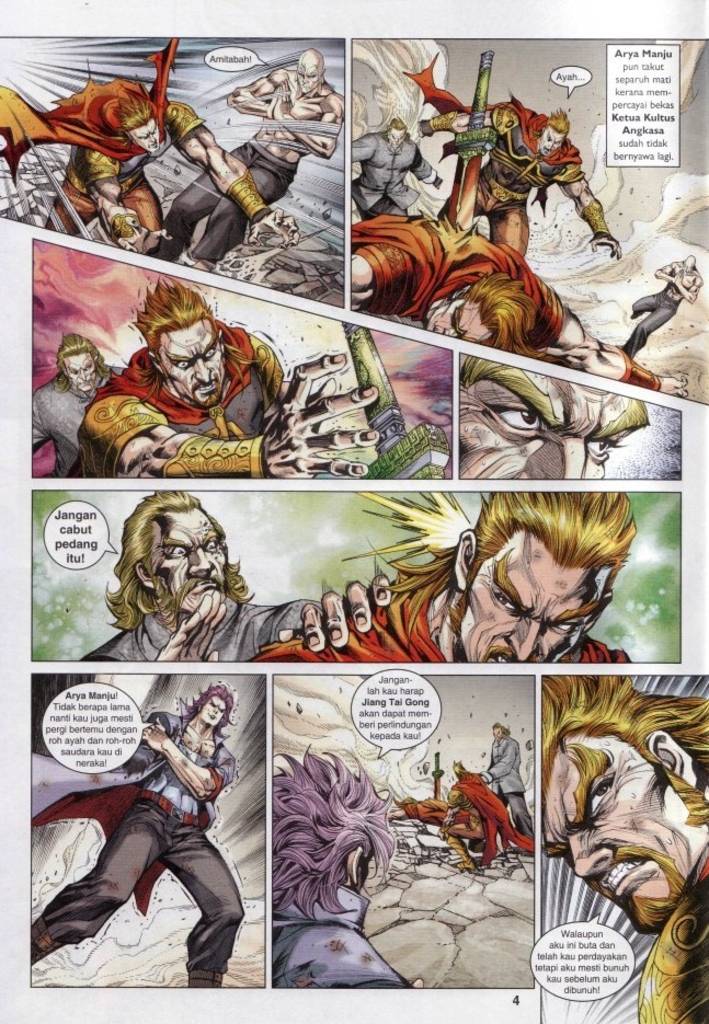 Amitabah!
Ayah...
Arya Manju
pun takut
separuh mati
kerana mem-
percayai bekas
Ketua Kultus
Angkasa
sudah tidak
bernyawa lagi.
Jangan
cabut
pedang
itu!
Arya Manju!
Tidak berapa lama
nanti kau juga mesti
pergi bertemu dengan
roh ayah dan roh-roh
saudara kau di
neraka!
Jangan-
lah kau harap
Jiang Tai Gong
akan dapat mem-
beri perlindungan
kepada kau!
Walaupun
aku ini buta dan
telah kau perdayakan
tetapi aku mesti bunuh
kau sebelum aku
dibunuh!
4